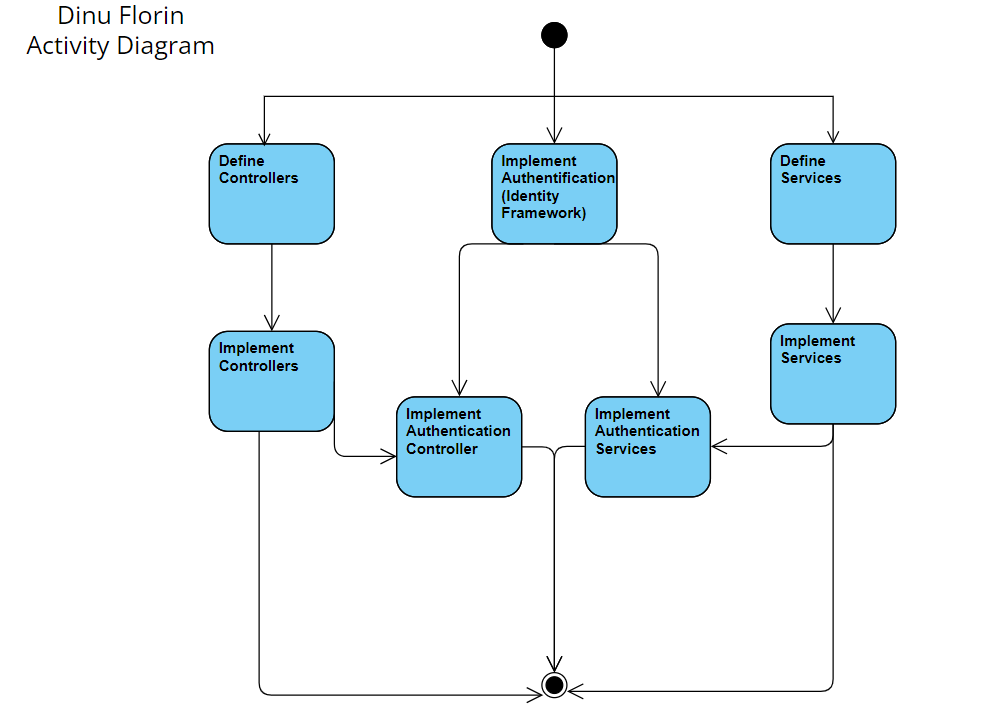 Dinu Florin
Activity Diagram
Define
Controllers
Implement
Authentification
(Identity
Framework)
Define
Services
Implement
Controllers
Implement
Services
Implement
Authentication
Controller
Implement
Authentication
Services